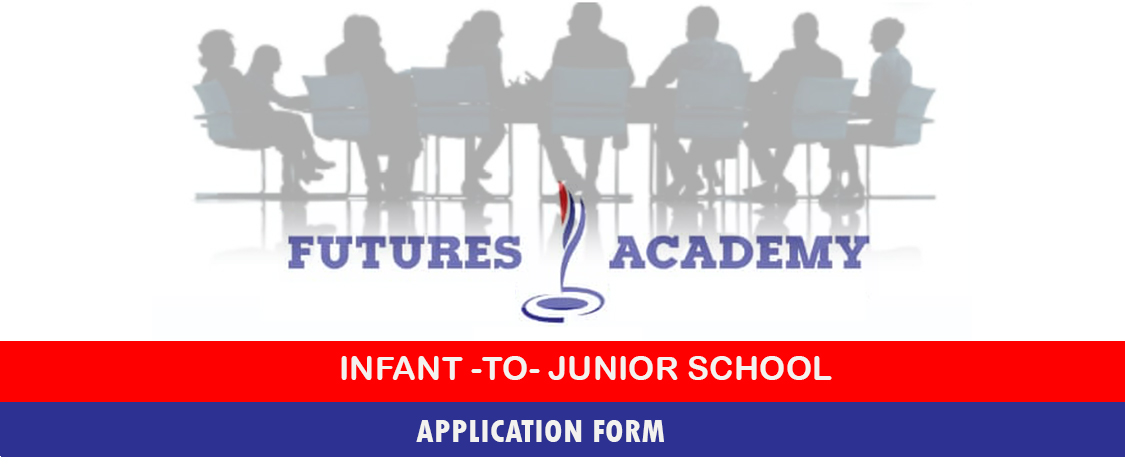 FUTURES ACADEMY
INFANT -TO- JUNIOR SCHOOL
APPLICATION FORM